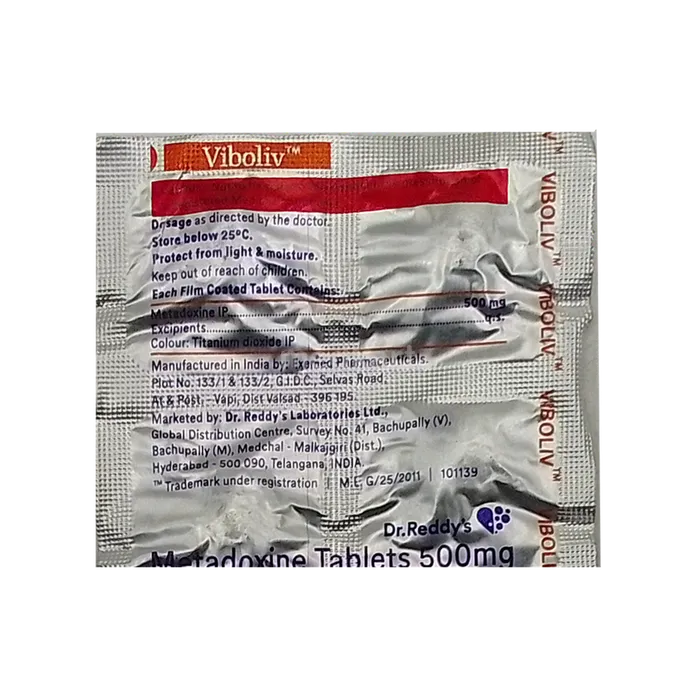 Viboliv™
Dosage as directed by the doctor.
Store below 25ºC.
Protect from light & moisture.
Keep out of reach of children.
Each Film Coated Tablet Contains:
Metadoxine IP 500 mg
Excipients q.s.
Colour: Titanium dioxide IP
Manufactured in India by: Exemed Pharmaceuticals.
Plot No. 133/1 & 133/2, G.I.D.C., Selvas Road,
At & Post, - Vapi, Dist Valsad - 396 195.
Marketed by: Dr. Reddy's Laboratories Ltd.,
Global Distribution Centre, Survey No. 41, Bachupally (V),
Bachupally (M), Medchal - Malkajgiri (Dist.),
Hyderabad - 500 090, Telangana, INDIA.
™ Trademark under registration | M.L. G/25/2011 | 101139
Dr.Reddy's
Metadoxine Tablets 500mg
VIBOLIV™
VIBOLIV™
VIBOLIV™